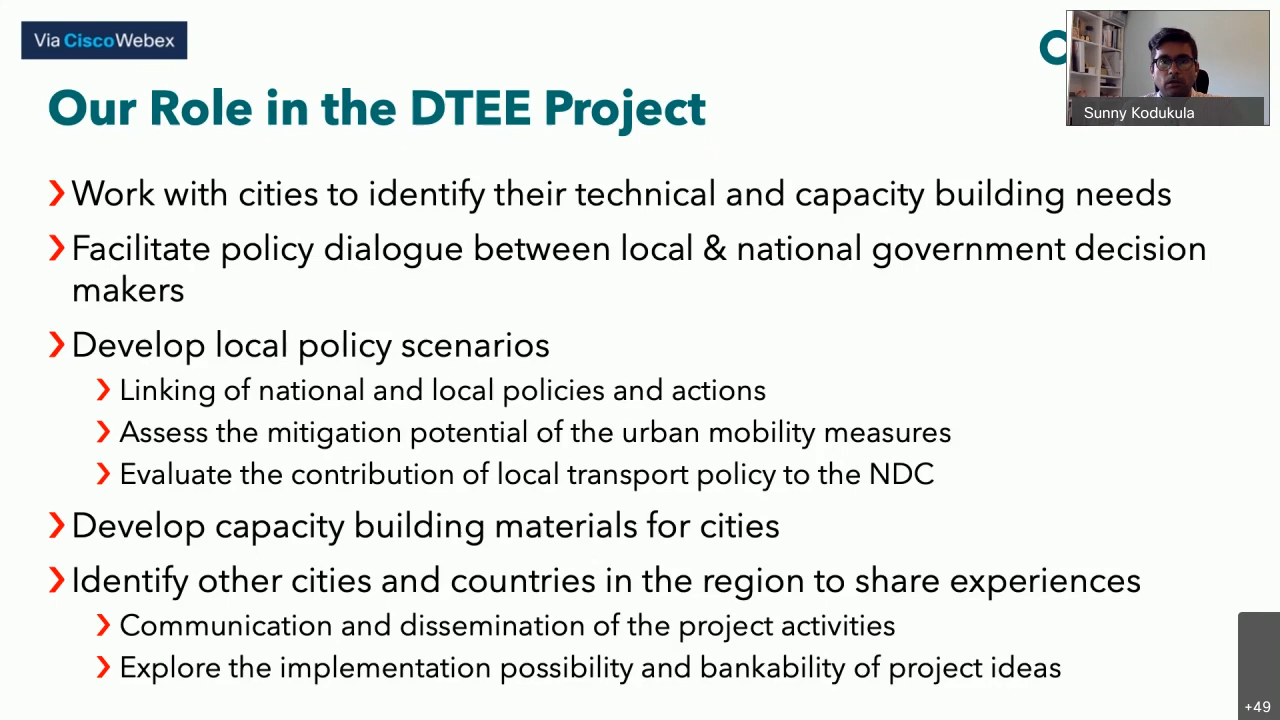 Via Cisco Webex
Sunny Kodukula
Our Role in the DTEE Project
Work with cities to identify their technical and capacity building needs
Facilitate policy dialogue between local & national government decision
makers
Develop local policy scenarios
Linking of national and local policies and actions
Assess the mitigation potential of the urban mobility measures
Evaluate the contribution of local transport policy to the NDC
Develop capacity building materials for cities
Identify other cities and countries in the region to share experiences
Communication and dissemination of the project activities
Explore the implementation possibility and bankability of project ideas
+49